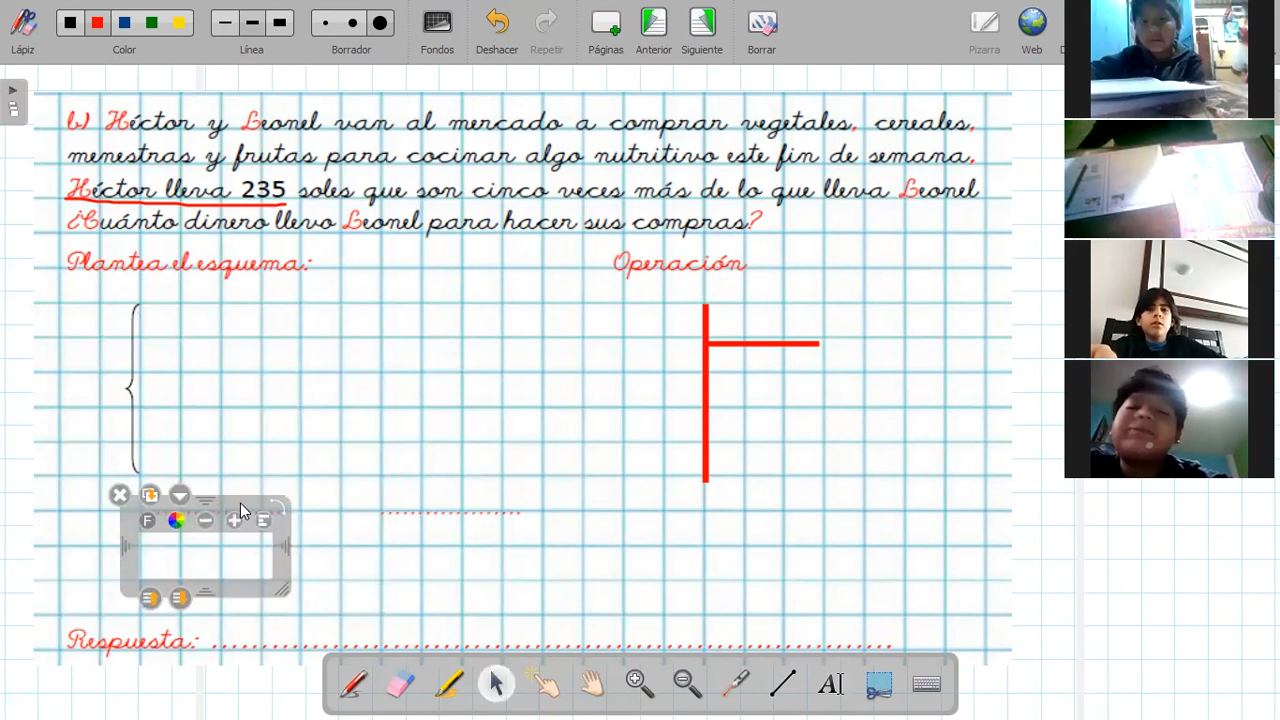 Lápiz
Color
Línea
Borrador
Fondos
Deshacer
Repetir
Páginas
Anterior
Siguiente
Borrar
Pizarra
Web
b) Héctor y Leonel van al mercado a comprar vegetales, cereales,
menestras y frutas para cocinar algo nutritivo este fin de semana,
Héctor lleva 235 soles que son cinco veces más de lo que lleva Leonel
¿Cuánto dinero llevo Leonel para hacer sus compras?
Plantea el esquema:
Operación
F
Respuesta: ........................................................................
AI